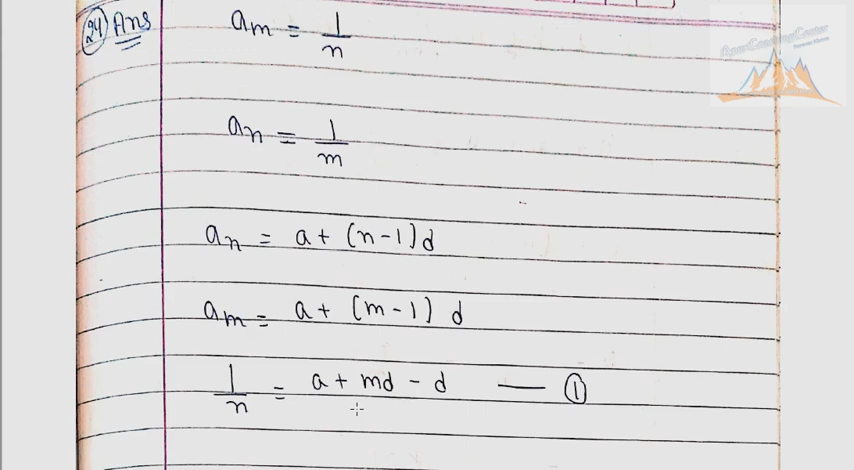 24 Ans aₘ = 1/n
aₙ = 1/m
aₙ = a + (n-1)d
aₘ = a + (m-1) d
1/n = a + md - d — ①